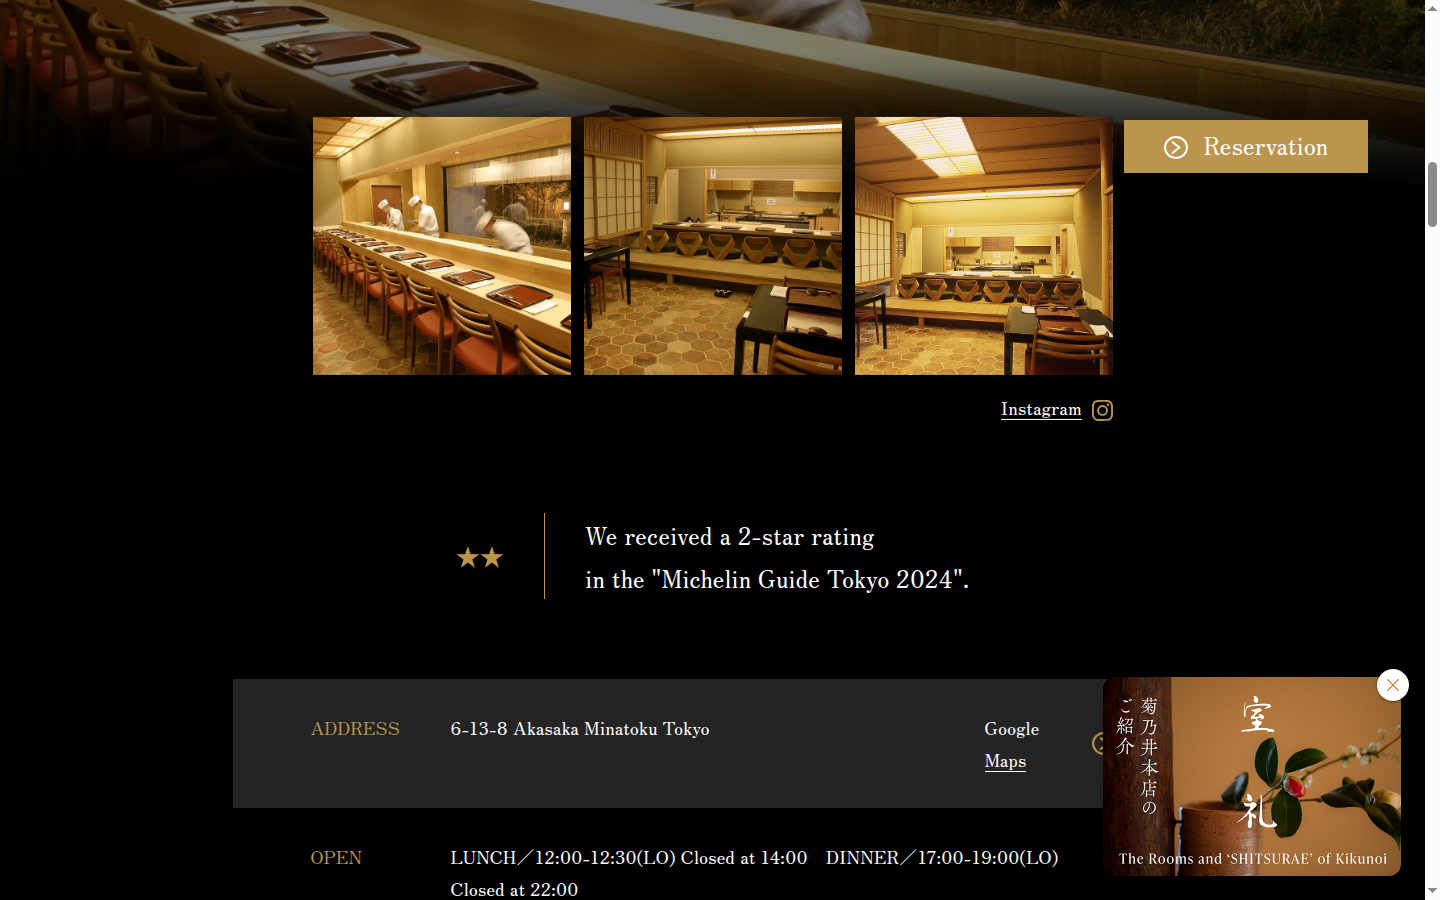 Reservation
Instagram
★★
We received a 2-star rating
in the "Michelin Guide Tokyo 2024".
ADDRESS
6-13-8 Akasaka Minatoku Tokyo
Google
Maps
OPEN
LUNCH／12:00-12:30(LO) Closed at 14:00　DINNER／17:00-19:00(LO)
Closed at 22:00
菊乃井本店の
ご紹介
室礼
The Rooms and ‘SHITSURAE’ of Kikunoi